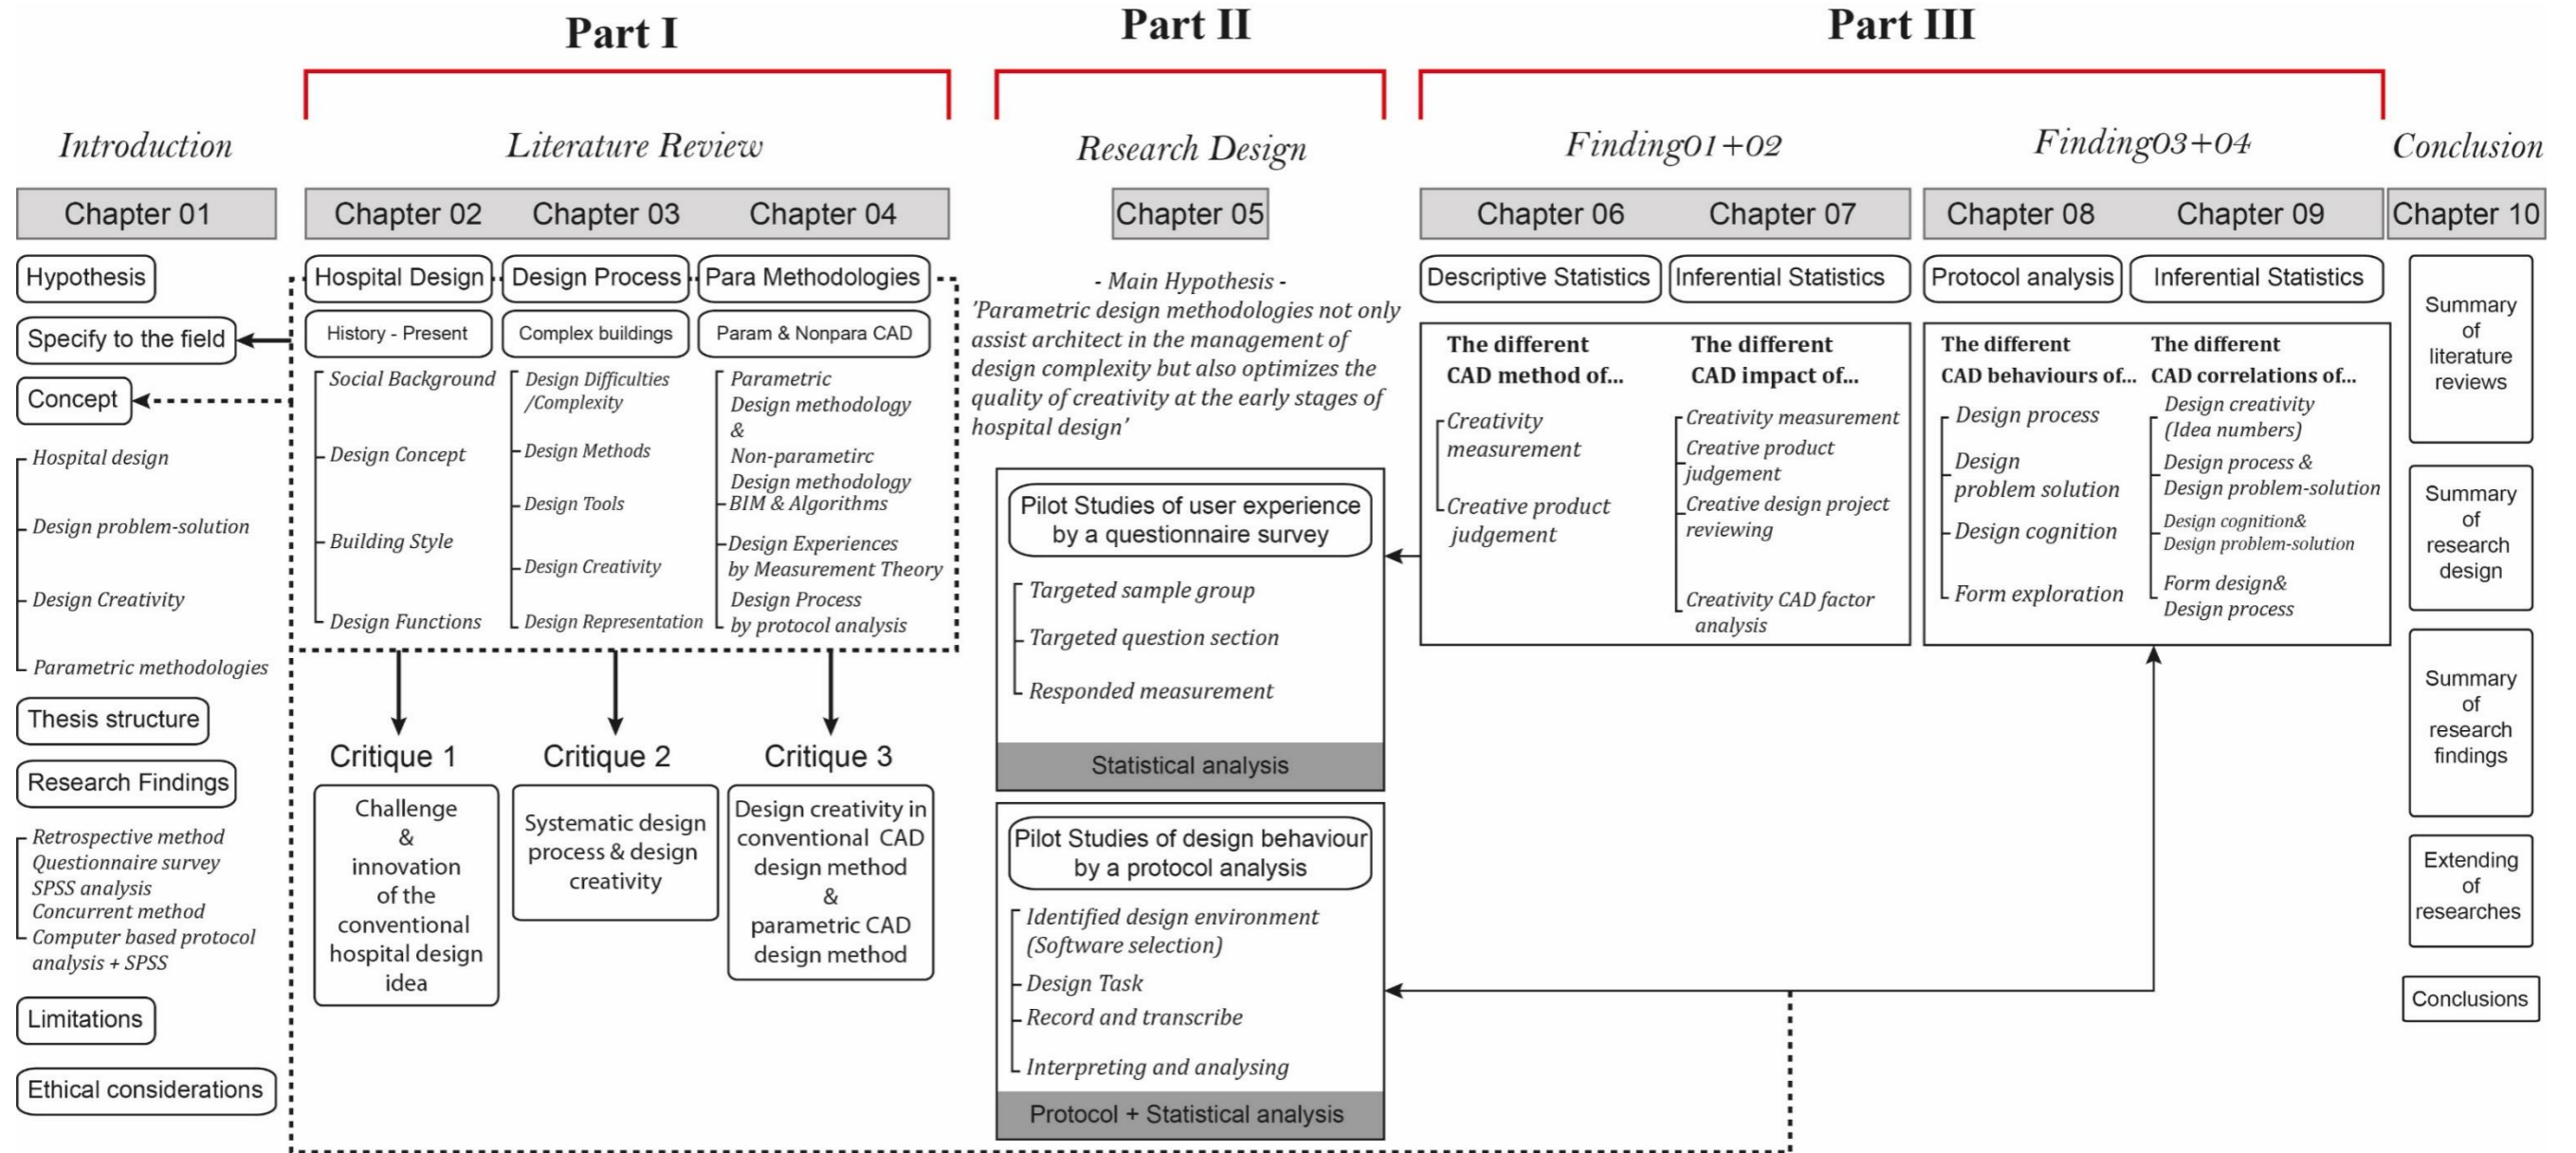 Part I
Part II
Part III
Introduction
Literature Review
Research Design
Finding01+02
Finding03+04
Conclusion
Chapter 01
Chapter 02
Chapter 03
Chapter 04
Chapter 05
Chapter 06
Chapter 07
Chapter 08
Chapter 09
Chapter 10
Hypothesis
Specify to the field
Concept
Hospital design
Design problem-solution
Design Creativity
Parametric methodologies
Thesis structure
Research Findings
Retrospective method
Questionnaire survey
SPSS analysis
Concurrent method
Computer based protocol
analysis + SPSS
Limitations
Ethical considerations
Hospital Design
History - Present
Social Background
Design Concept
Building Style
Design Functions
Critique 1
Challenge
&
innovation
of the
conventional
hospital design
idea
Design Process
Complex buildings
Design Difficulties
/Complexity
Design Methods
Design Tools
Design Creativity
Design Representation
Critique 2
Systematic design
process & design
creativity
Para Methodologies
Param & Nonpara CAD
Parametric
Design methodology
&
Non-parametirc
Design methodology
BIM & Algorithms
Design Experiences
by Measurement Theory
Design Process
by protocol analysis
Critique 3
Design creativity in
conventional CAD
design method
&
parametric CAD
design method
- Main Hypothesis -
'Parametric design methodologies not only
assist architect in the management of
design complexity but also optimizes the
quality of creativity at the early stages of
hospital design'
Pilot Studies of user experience
by a questionnaire survey
Targeted sample group
Targeted question section
Responded measurement
Statistical analysis
Pilot Studies of design behaviour
by a protocol analysis
Identified design environment
(Software selection)
Design Task
Record and transcribe
Interpreting and analysing
Protocol + Statistical analysis
Descriptive Statistics
The different
CAD method of...
Creativity
measurement
Creative product
judgement
Inferential Statistics
The different
CAD impact of...
Creativity measurement
Creative product
judgement
Creative design project
reviewing
Creativity CAD factor
analysis
Protocol analysis
The different
CAD behaviours of...
Design process
Design
problem solution
Design cognition
Form exploration
Inferential Statistics
The different
CAD correlations of...
Design creativity
(Idea numbers)
Design process &
Design problem-solution
Design cognition&
Design problem-solution
Form design&
Design process
Summary
of
literature
reviews
Summary
of
research
design
Summary
of
research
findings
Extending
of
researches
Conclusions